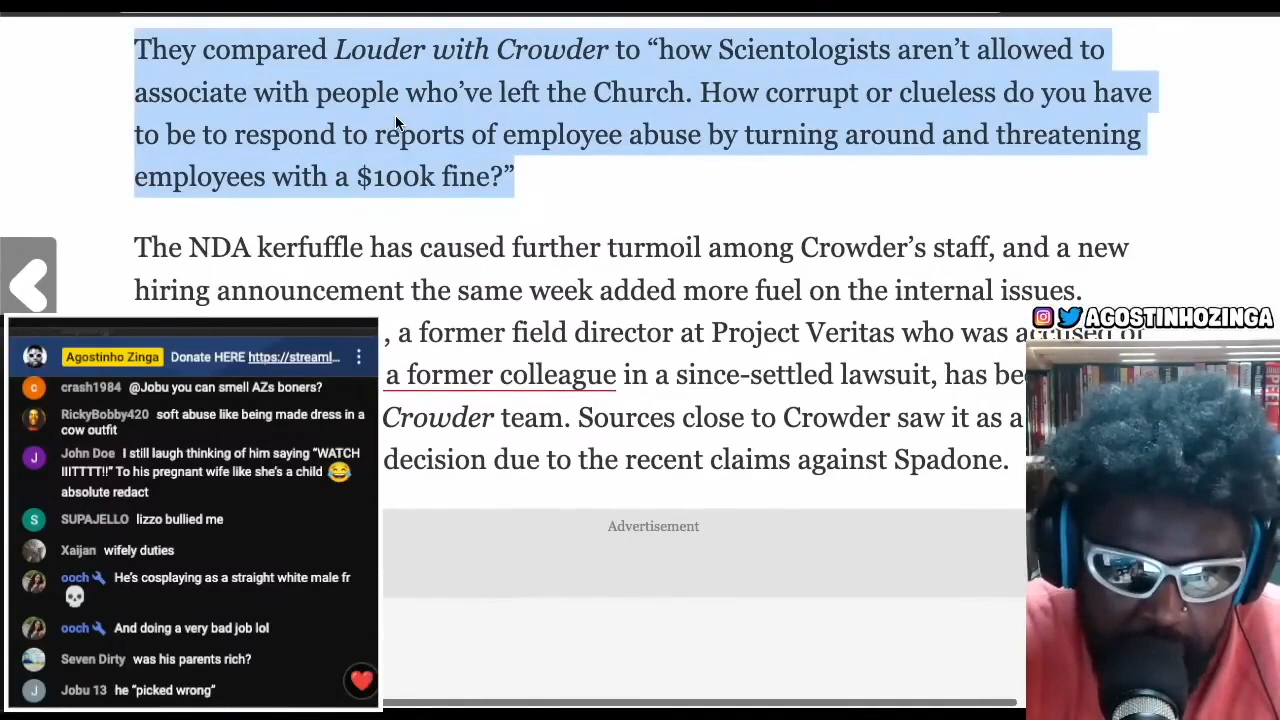 They compared Louder with Crowder to “how Scientologists aren’t allowed to
associate with people who’ve left the Church. How corrupt or clueless do you have
to be to respond to reports of employee abuse by turning around and threatening
employees with a $100k fine?”
The NDA kerfuffle has caused further turmoil among Crowder’s staff, and a new
hiring announcement the same week added more fuel on the internal issues.
, a former field director at Project Veritas who was accused of
a former colleague in a since-settled lawsuit, has be
Crowder team. Sources close to Crowder saw it as a
decision due to the recent claims against Spadone.
Advertisement
AGOSTINHOZINGA
Agostinho Zinga Donate HERE https://streaml...
crash1984 @Jobu you can smell AZs boners?
RickyBobby420 soft abuse like being made dress in a
cow outfit
John Doe I still laugh thinking of him saying “WATCH
IIITTTT!!” To his pregnant wife like she’s a child 😂
absolute redact
SUPAJELLO lizzo bullied me
Xaijan wifely duties
ooch He’s cosplaying as a straight white male fr
💀
ooch And doing a very bad job lol
Seven Dirty was his parents rich?
Jobu 13 he “picked wrong”